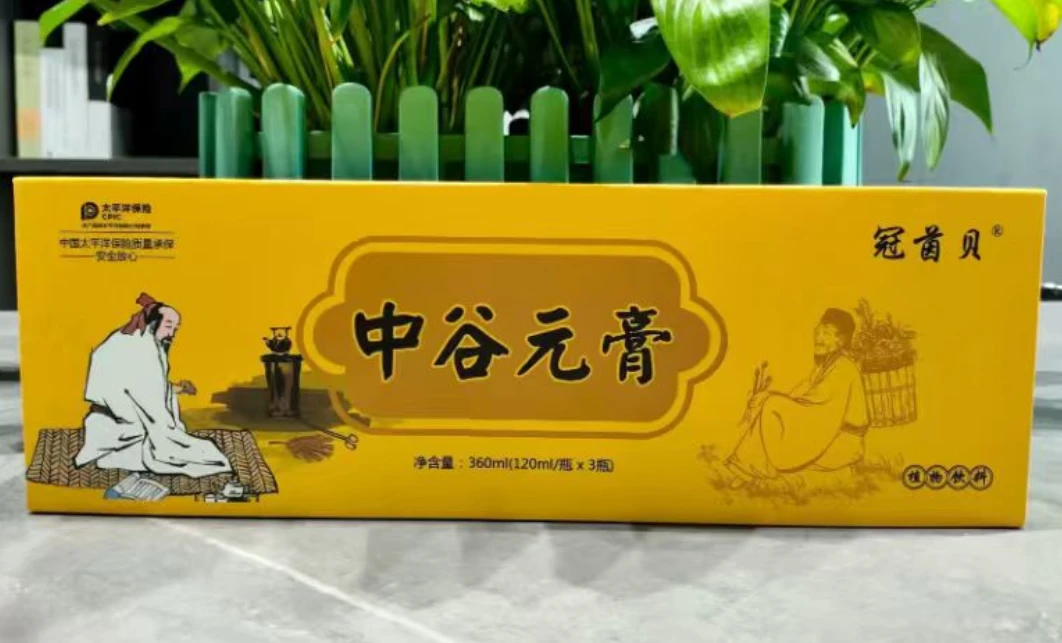 太平洋保险
CPIC
中国太平洋保险质量承保
安全放心
冠茵贝®
中谷元膏
净含量：360ml(120ml/瓶 x 3瓶)
植物饮料